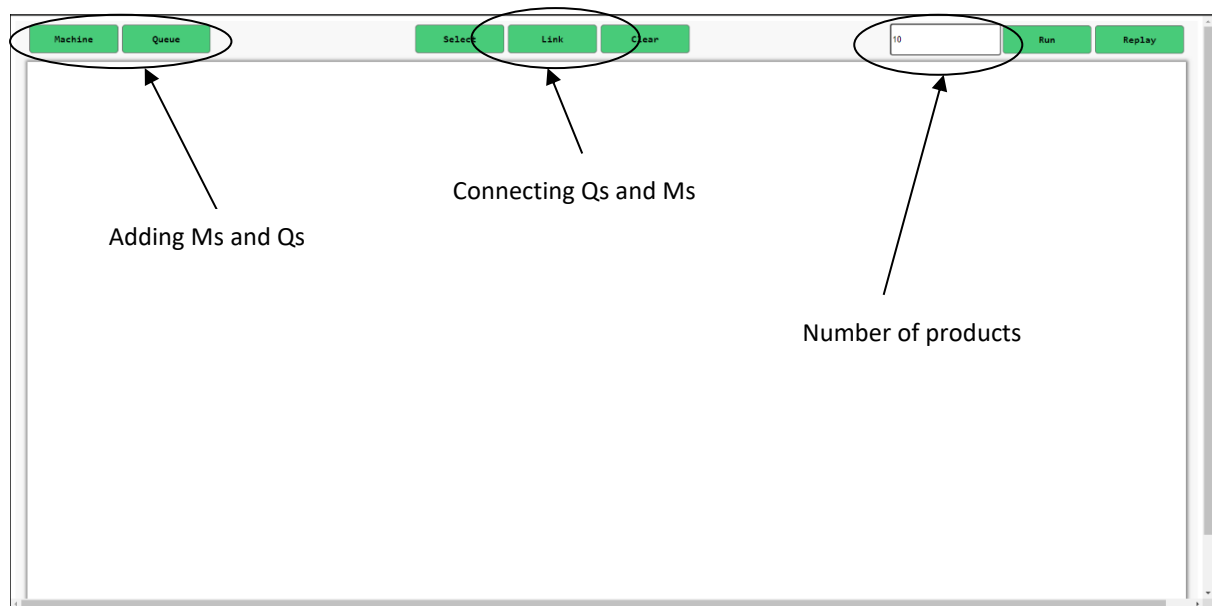 Machine Queue Select Link Clear 10 Run Replay
Connecting Qs and Ms
Adding Ms and Qs
Number of products